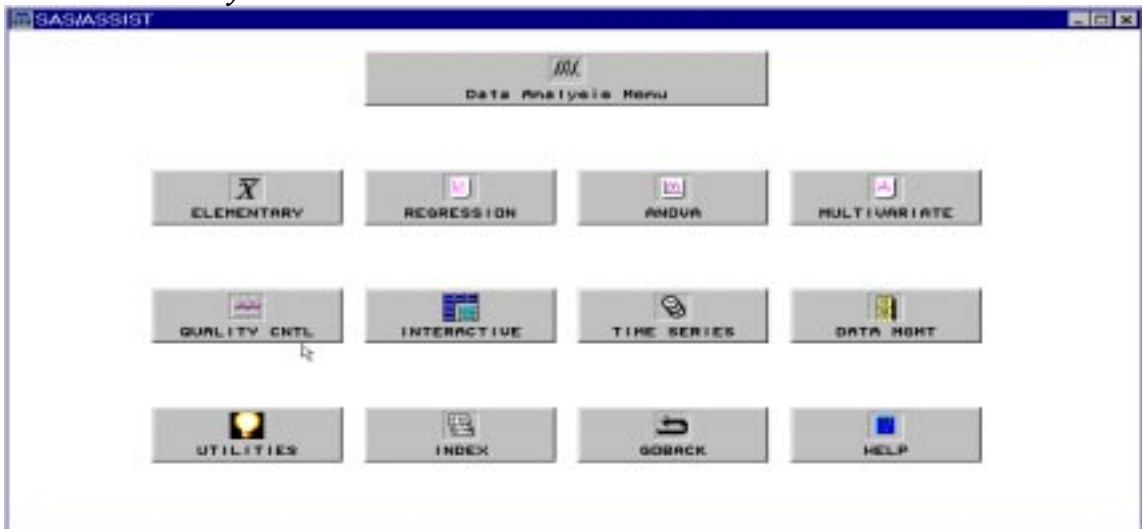 SAS/ASSIST
Data Analysis Menu
X
ELEMENTARY REGRESSION ANOVA MULTIVARIATE
QUALITY CNTL INTERACTIVE TIME SERIES DATA MGMT
UTILITIES INDEX GOBACK HELP